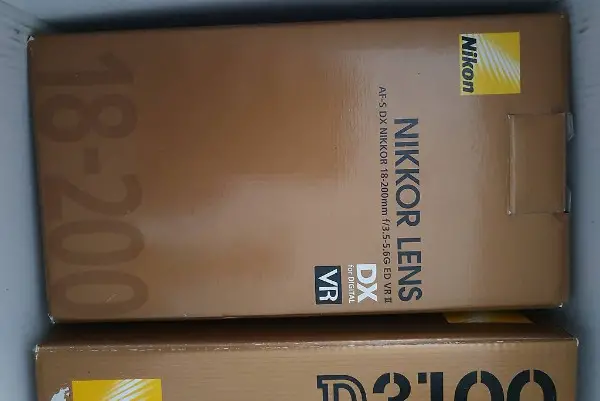 Nikon
NIKKOR LENS
AF-S DX NIKKOR 18-200mm f/3.5-5.6G ED VR II
DX
for DIGITAL
VR
18-200
D3100